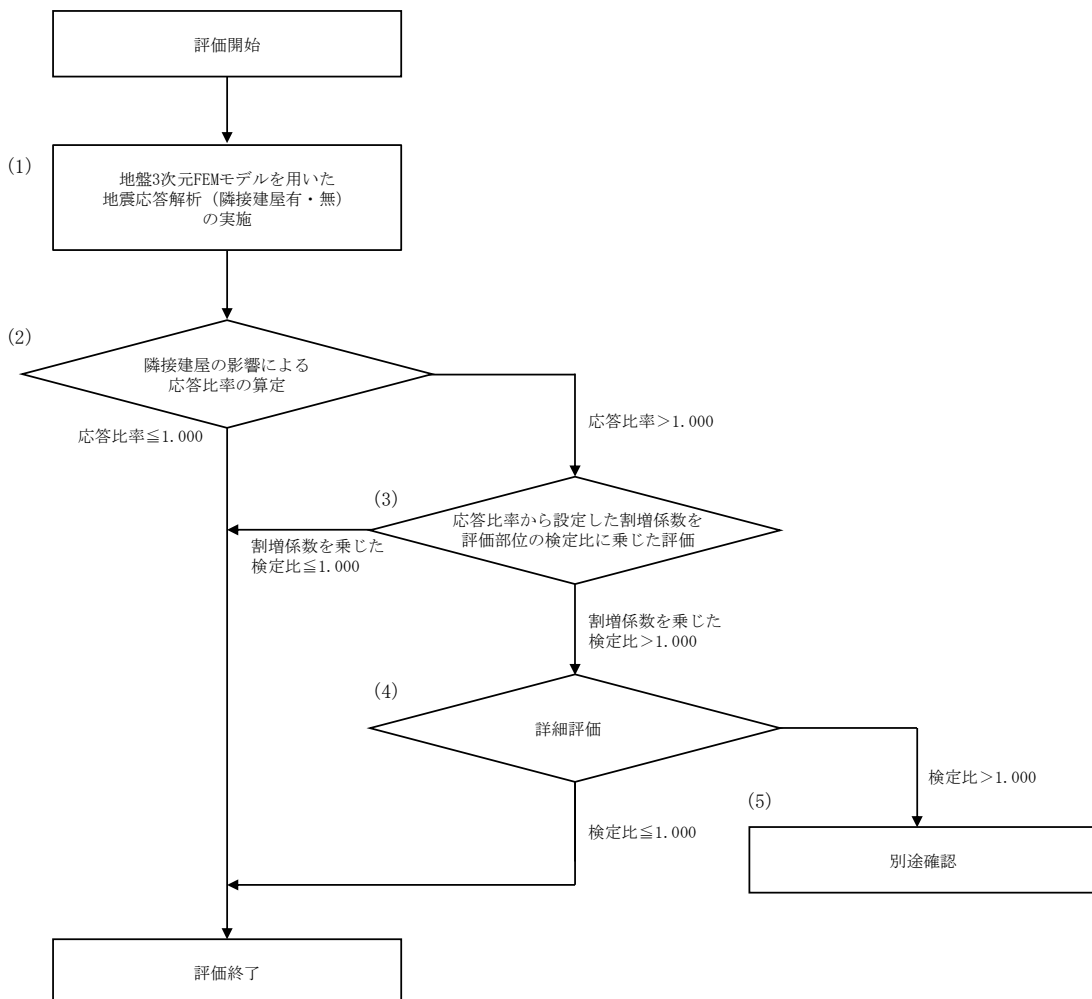 評価開始
(1)
地盤3次元FEMモデルを用いた
地震応答解析（隣接建屋有・無）
の実施
(2)
隣接建屋の影響による
応答比率の算定
応答比率≦1.000
応答比率＞1.000
(3)
応答比率から設定した割増係数を
評価部位の検定比に乗じた評価
割増係数を乗じた
検定比≦1.000
割増係数を乗じた
検定比＞1.000
(4)
詳細評価
検定比＞1.000
検定比≦1.000
(5)
別途確認
評価終了